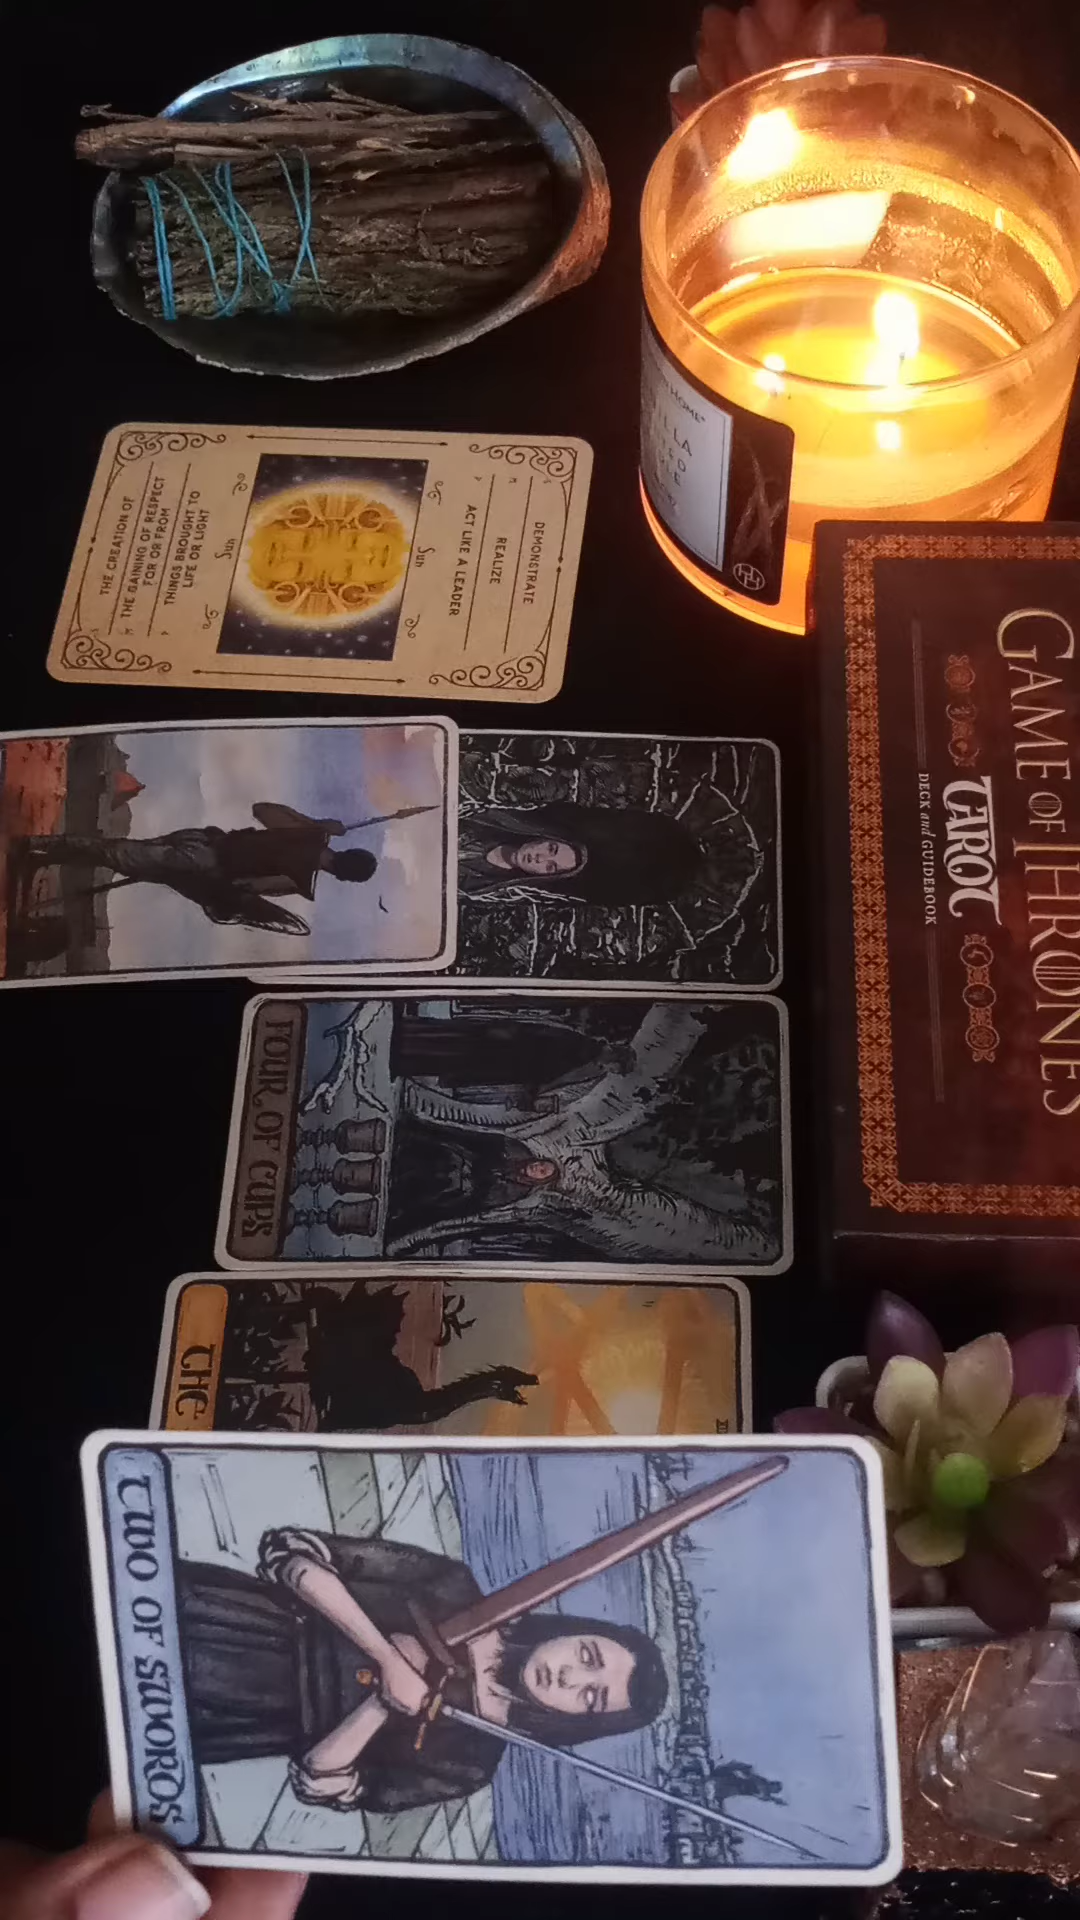 THE CREATION OF
THE GAINING OF RESPECT
FOR OR FROM
THINGS BROUGHT TO
LIFE OR LIGHT
Sun
Sun
ACT LIKE A LEADER
REALIZE
DEMONSTRATE
HOME
GAME OF THRONES
TAROT
DECK and GUIDEBOOK
FOUR OF CUPS
THE
TWO OF SWORDS